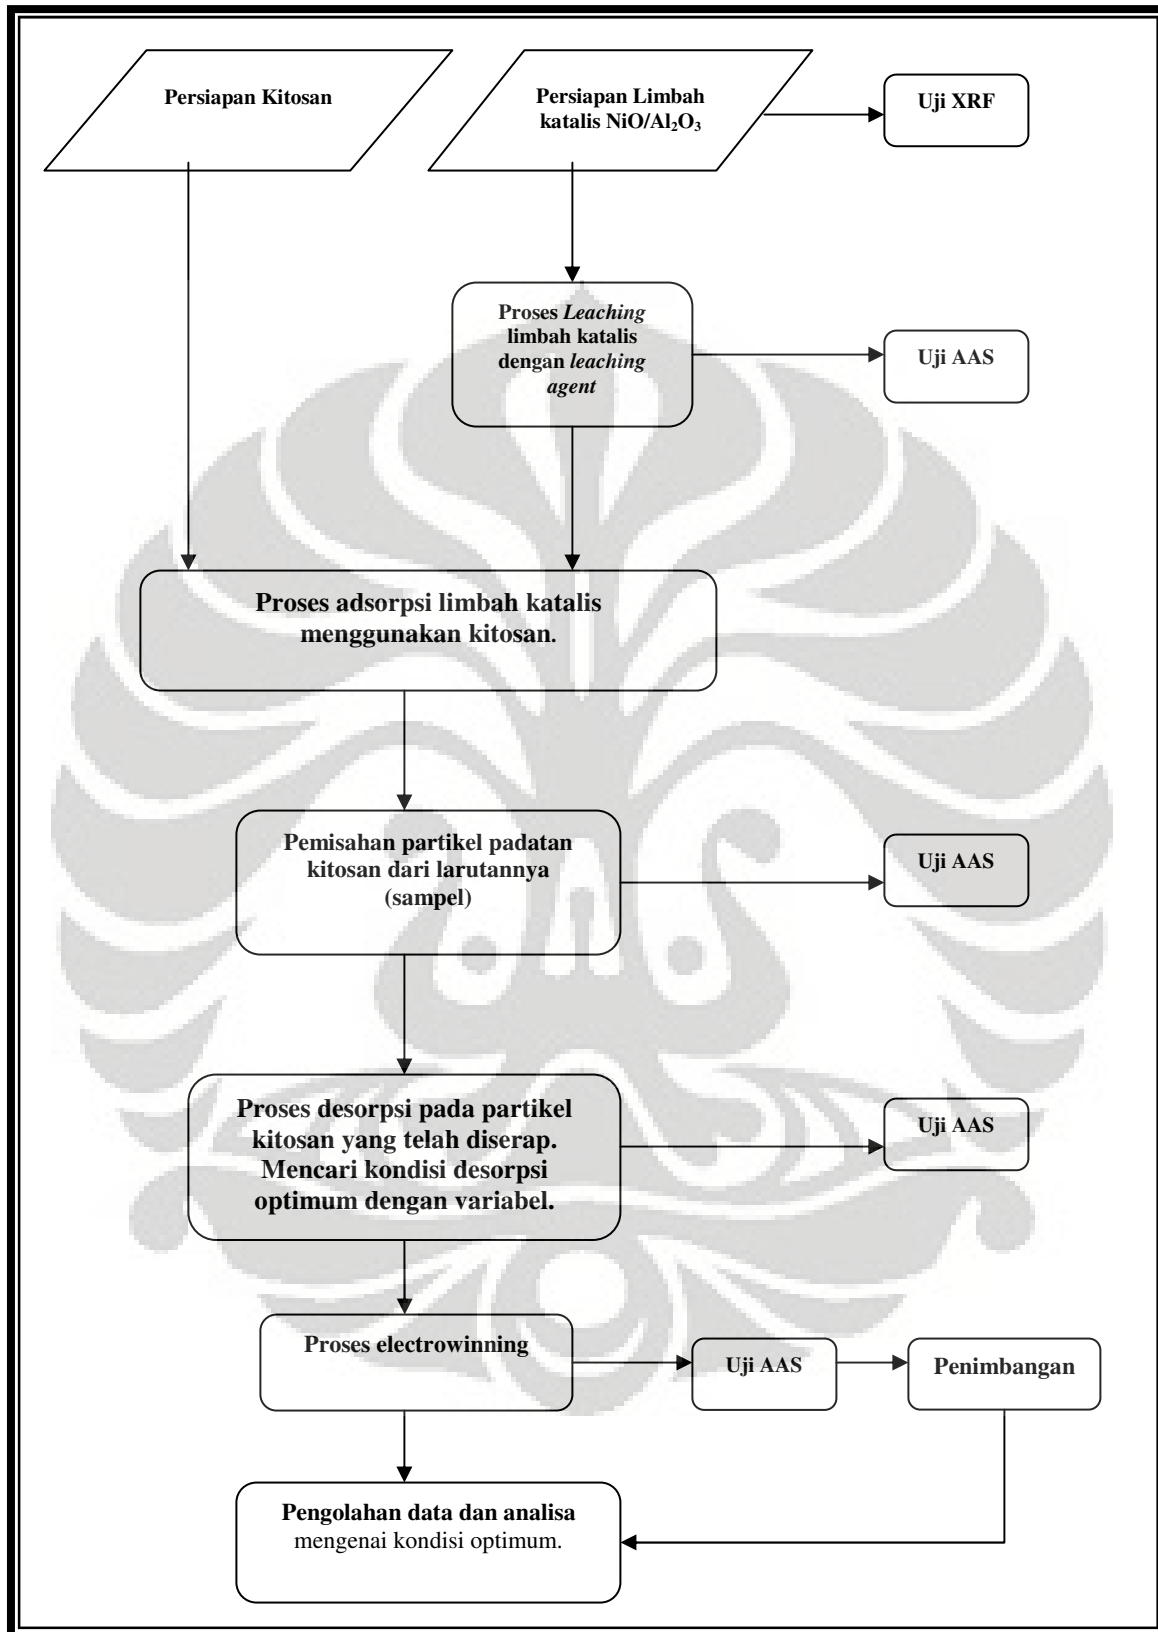 Persiapan Kitosan
Persiapan Limbah
katalis NiO/Al₂O₃
Uji XRF
Proses Leaching
limbah katalis
dengan leaching
agent
Uji AAS
Proses adsorpsi limbah katalis
menggunakan kitosan.
Pemisahan partikel padatan
kitosan dari larutannya
(sampel)
Uji AAS
Proses desorpsi pada partikel
kitosan yang telah diserap.
Mencari kondisi desorpsi
optimum dengan variabel.
Uji AAS
Proses electrowinning
Uji AAS
Penimbangan
Pengolahan data dan analisa
mengenai kondisi optimum.